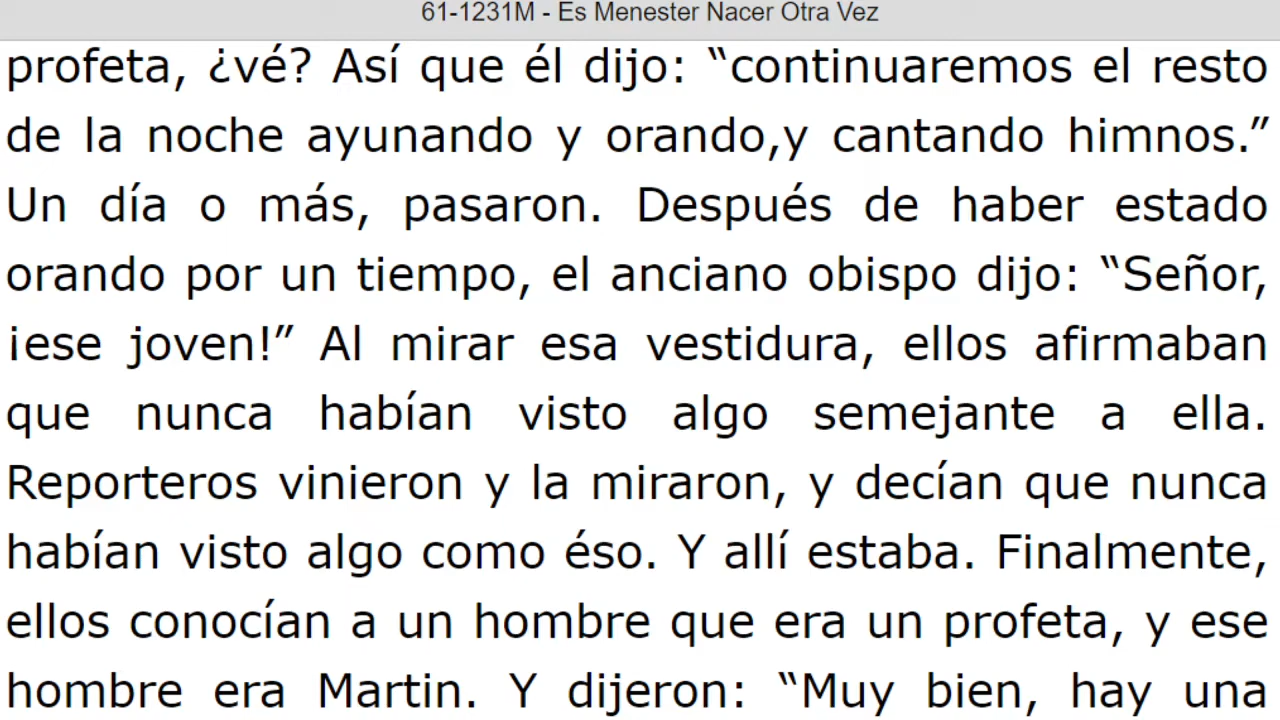 61-1231M - Es Menester Nacer Otra Vez
profeta, ¿vé? Así que él dijo: “continuaremos el resto
de la noche ayunando y orando,y cantando himnos.”
Un día o más, pasaron. Después de haber estado
orando por un tiempo, el anciano obispo dijo: “Señor,
¡ese joven!” Al mirar esa vestidura, ellos afirmaban
que nunca habían visto algo semejante a ella.
Reporteros vinieron y la miraron, y decían que nunca
habían visto algo como éso. Y allí estaba. Finalmente,
ellos conocían a un hombre que era un profeta, y ese
hombre era Martin. Y dijeron: “Muy bien, hay una